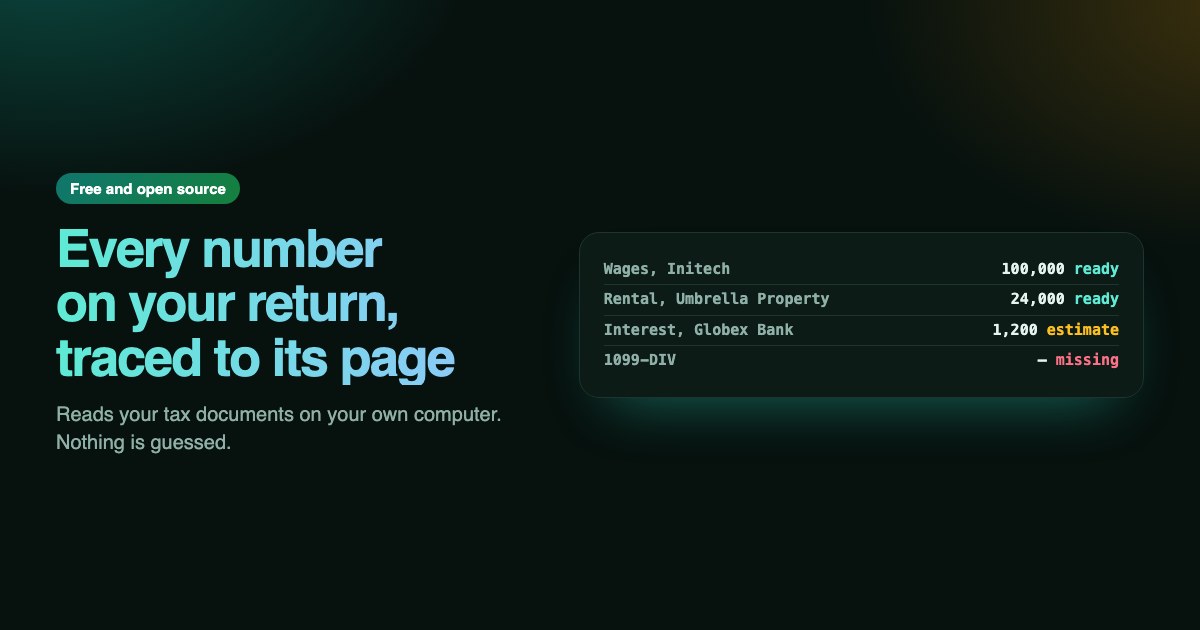 Free and open source
Every number
on your return,
traced to its page
Reads your tax documents on your own computer.
Nothing is guessed.
Wages, Initech 100,000 ready
Rental, Umbrella Property 24,000 ready
Interest, Globex Bank 1,200 estimate
1099-DIV — missing